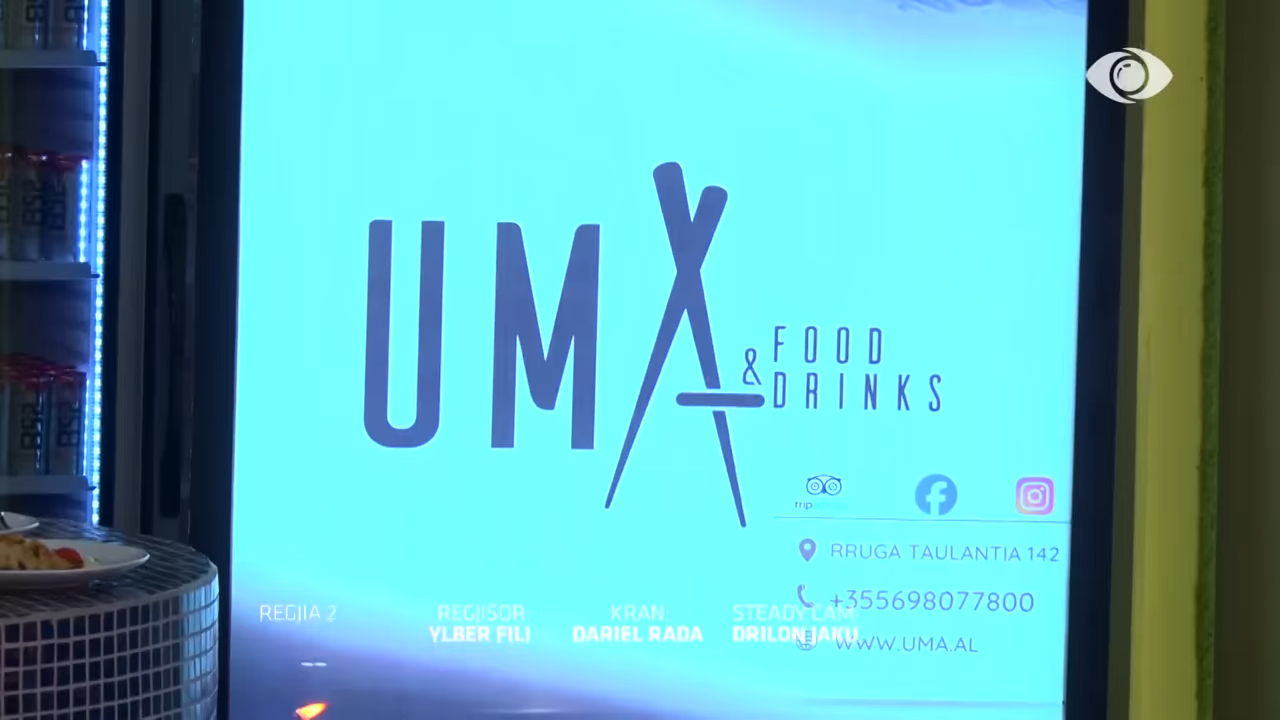 UMA
& FOOD
DRINKS
trip
RRUGA TAULANTIA 142
+355698077800
WWW.UMA.AL
REGJIA 2
REGJISOR:
YLBER FILI
KRAN:
DARIEL RADA
STEADY CAM
DRILON JAKU